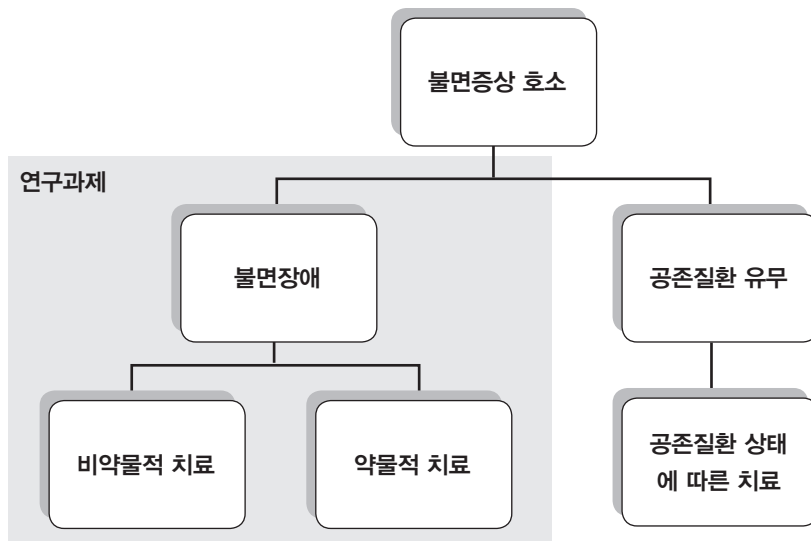 불면증상 호소
연구과제
불면장애
공존질환 유무
비약물적 치료
약물적 치료
공존질환 상태
에 따른 치료